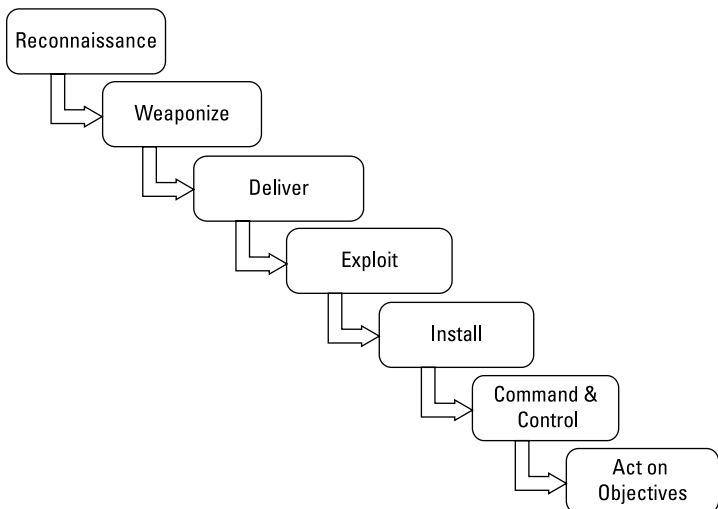 Reconnaissance
Weaponize
Deliver
Exploit
Install
Command &
Control
Act on
Objectives